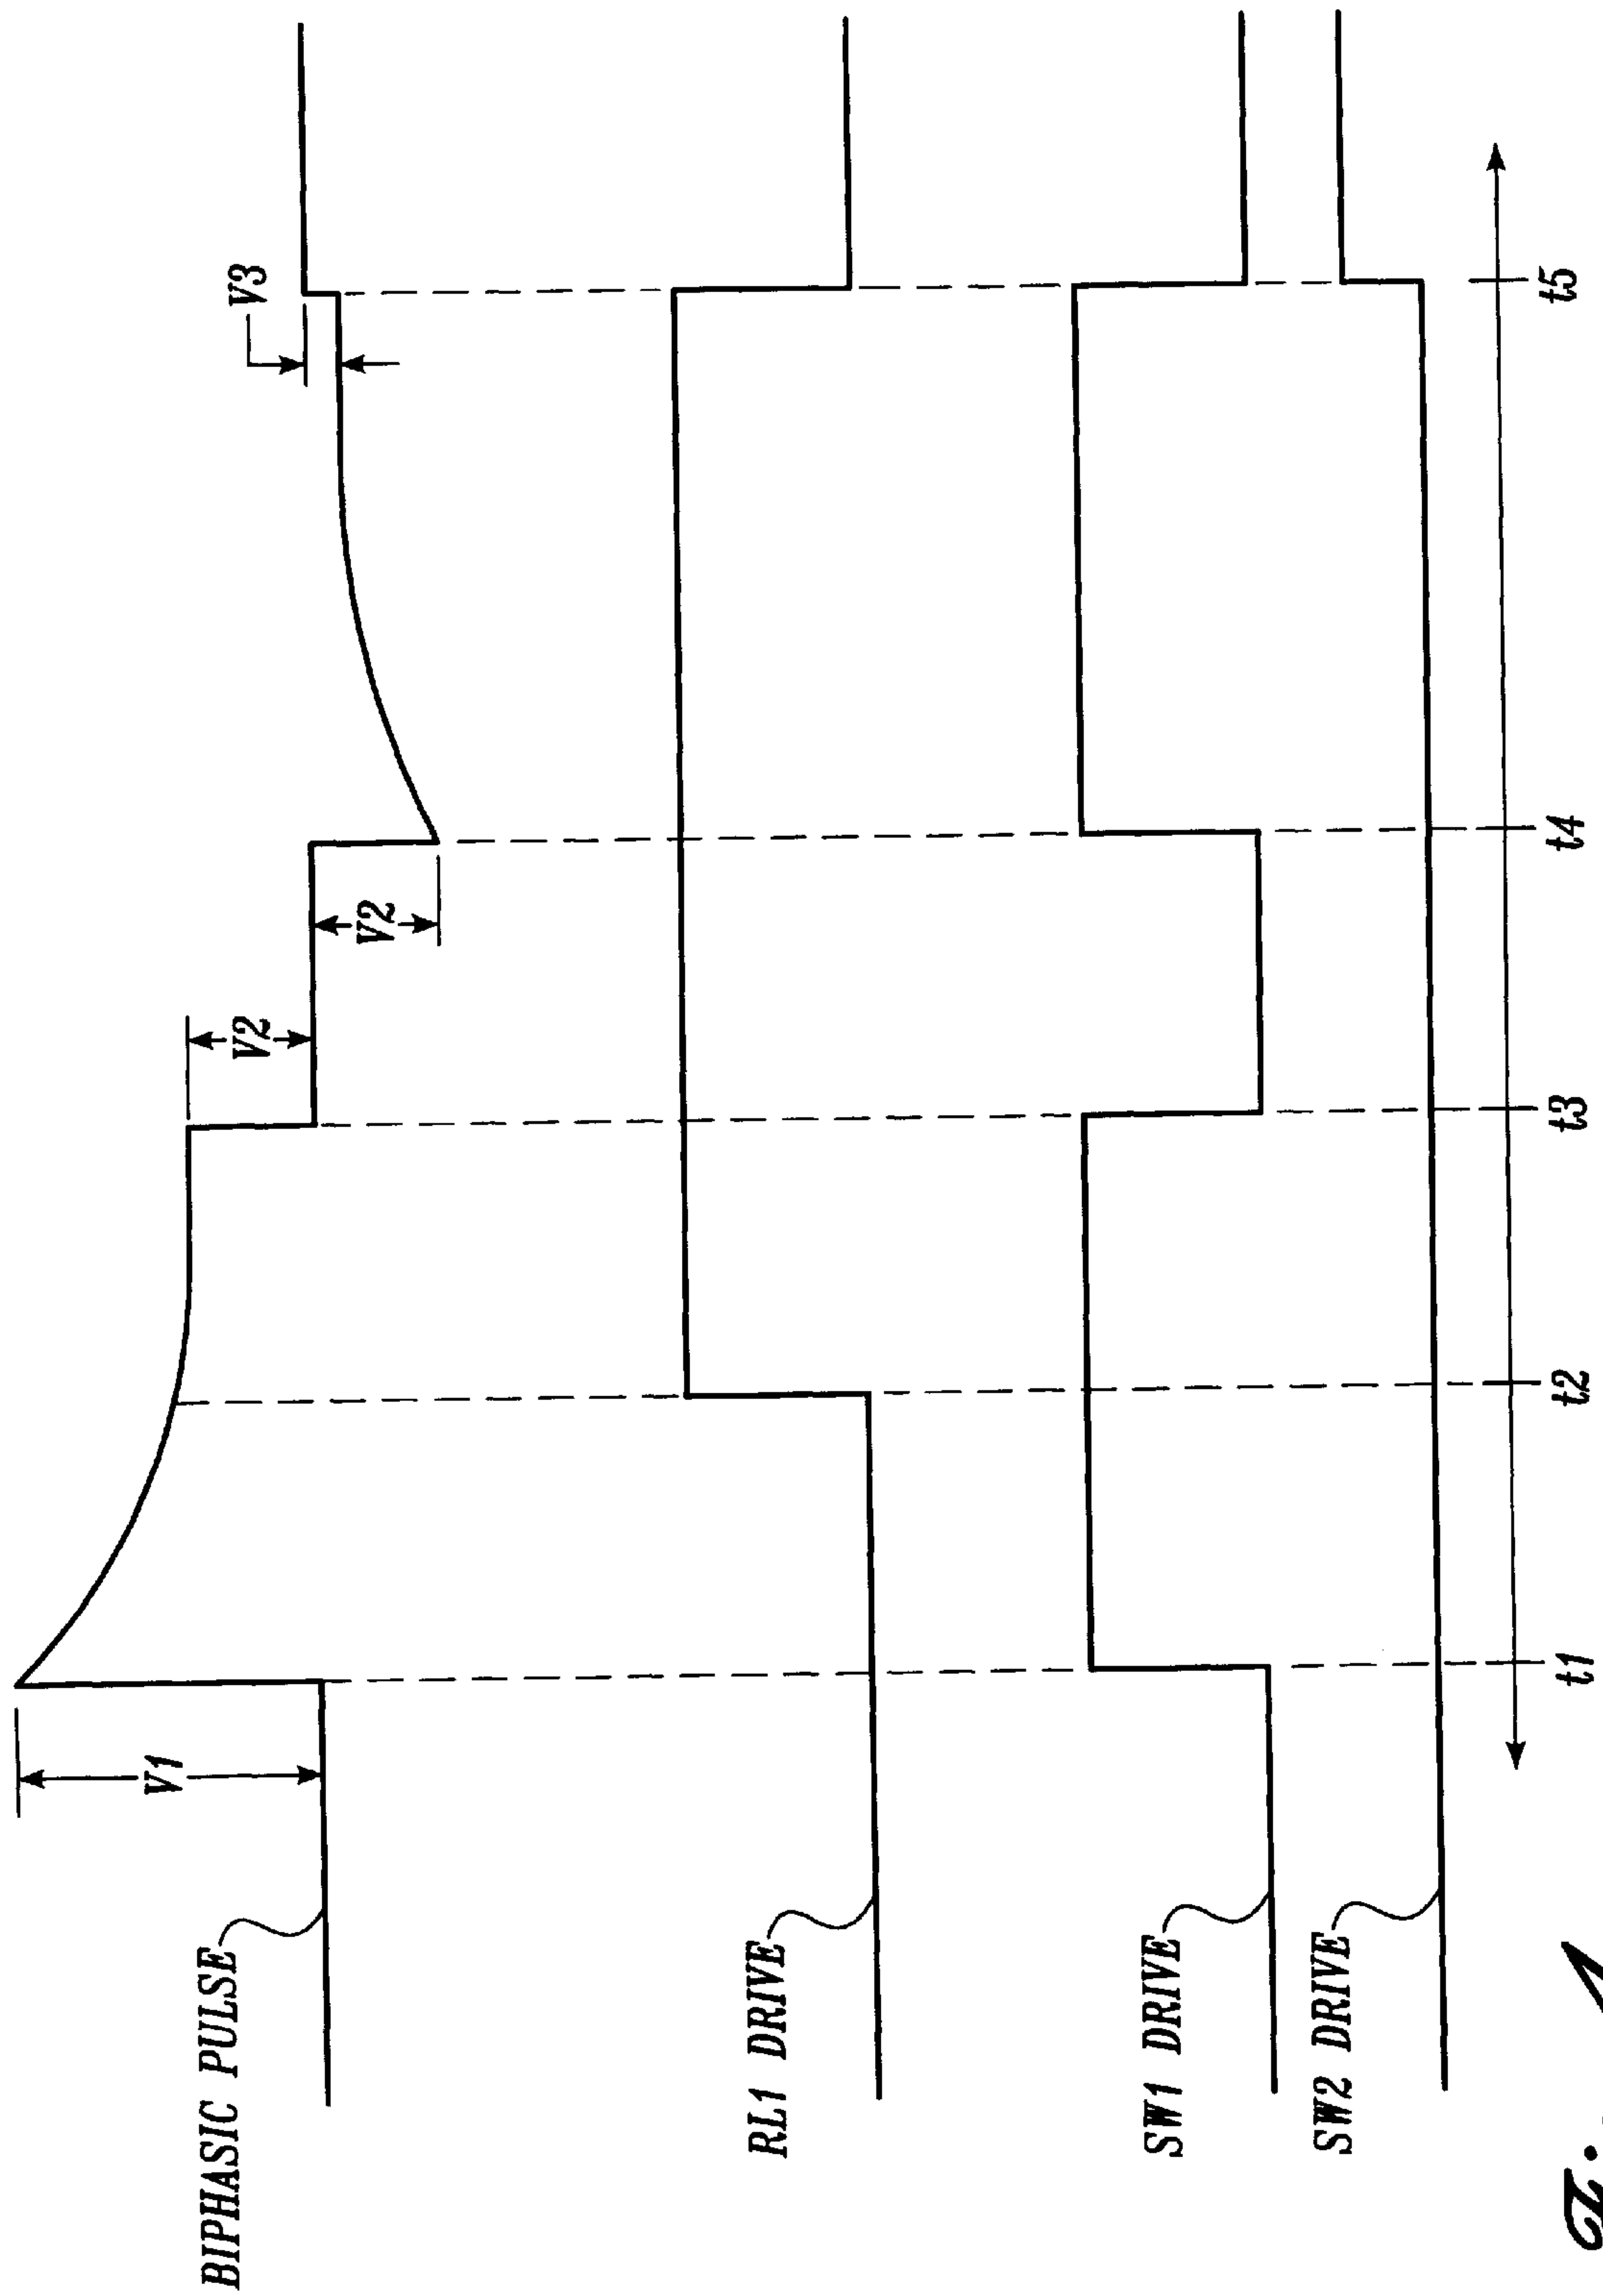 BIPHASIC PULSE
V1
V2
V2
V3
RL1 DRIVE
SW1 DRIVE
SW2 DRIVE
t1 t2 t3 t4 t5